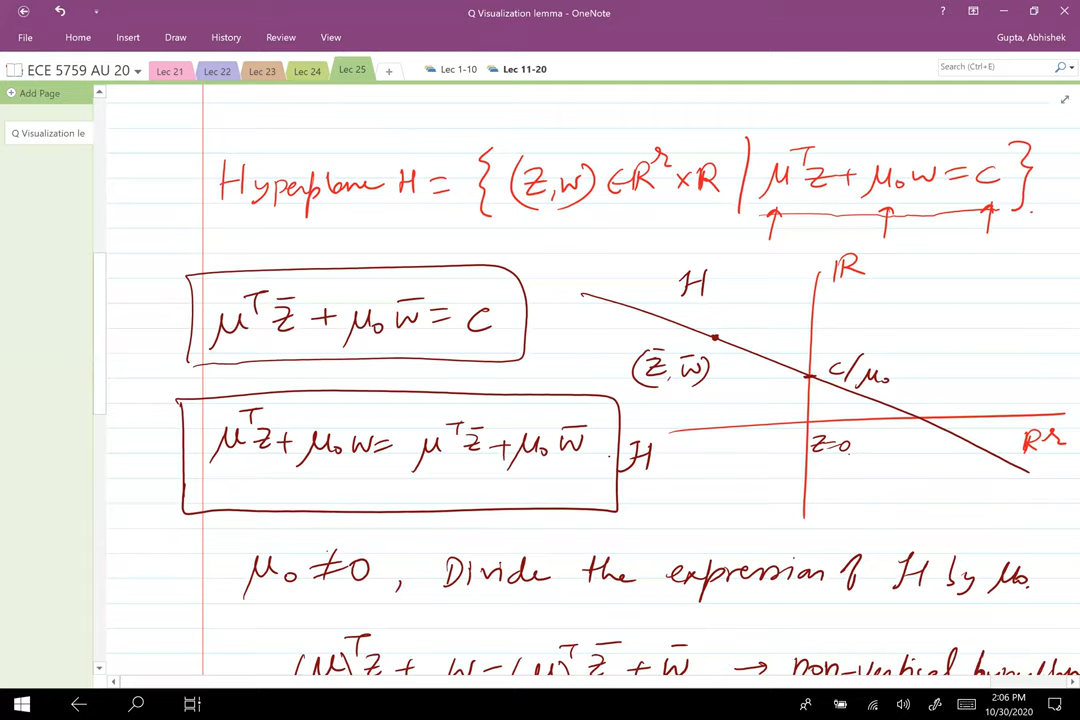 Q Visualization lemma - OneNote
?
File Home Insert Draw History Review View
Gupta, Abhishek
ECE 5759 AU 20 Lec 21 Lec 22 Lec 23 Lec 24 Lec 25 + Lec 1-10 Lec 11-20
Search (Ctrl+E)
Add Page
Q Visualization le
Hyperplane H = { (z, w) ∈ R^r × R | μ^T z + μ₀ w = c }.
μ^T z̄ + μ₀ w̄ = c
H
R
(z̄, w̄)
c/μ₀
z=0.
R^r
μ^T z + μ₀ w = μ^T z̄ + μ₀ w̄ . H
μ₀ ≠ 0, Divide the expression of H by μ₀.
→ non-vertical
2:06 PM
10/30/2020